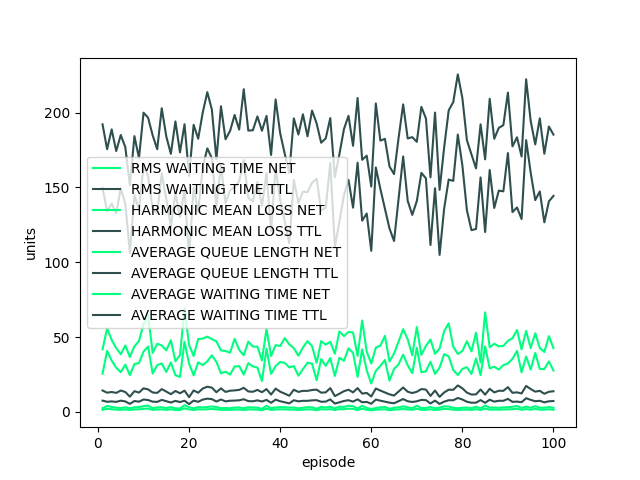 200
150
100
50
0
units
RMS WAITING TIME NET
RMS WAITING TIME TTL
HARMONIC MEAN LOSS NET
HARMONIC MEAN LOSS TTL
AVERAGE QUEUE LENGTH NET
AVERAGE QUEUE LENGTH TTL
AVERAGE WAITING TIME NET
AVERAGE WAITING TIME TTL
0 20 40 60 80 100
episode